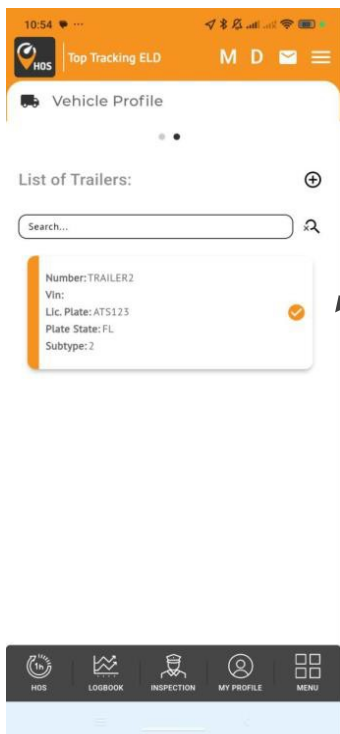 10:54
HOS
Top Tracking ELD
M D
Vehicle Profile
List of Trailers:
Search...
Number: TRAILER2
Vin:
Lic. Plate: ATS123
Plate State: FL
Subtype: 2
1h
HOS LOGBOOK INSPECTION MY PROFILE MENU